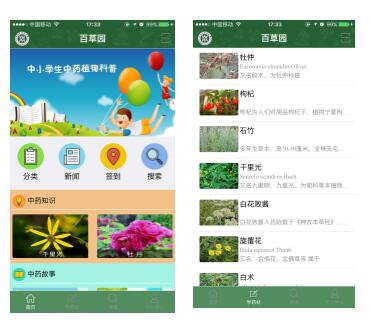 中国移动
17:33
99%
百草园
中小学生中药植物科普
分类
新闻
签到
搜索
中药知识
千里光
牡丹
中药故事
首页
中国移动
17:33
99%
百草园
杜仲
Eucommia ulmoides Oliver
又名胶木，为杜仲科植
枸杞
枸杞为人们对商品枸杞子、植物宁夏枸...
石竹
多年生草本，高30-50厘米，全株无毛...
千里光
Senecio scandens Buch.
又名九里明，九里光，为菊科草本植物...
白花败酱
白花败酱入药始载于《神农本草经》，...
旋覆花
Inula japonica Thunb
又名：金佛花，金佛草等 属于
白术
学药材